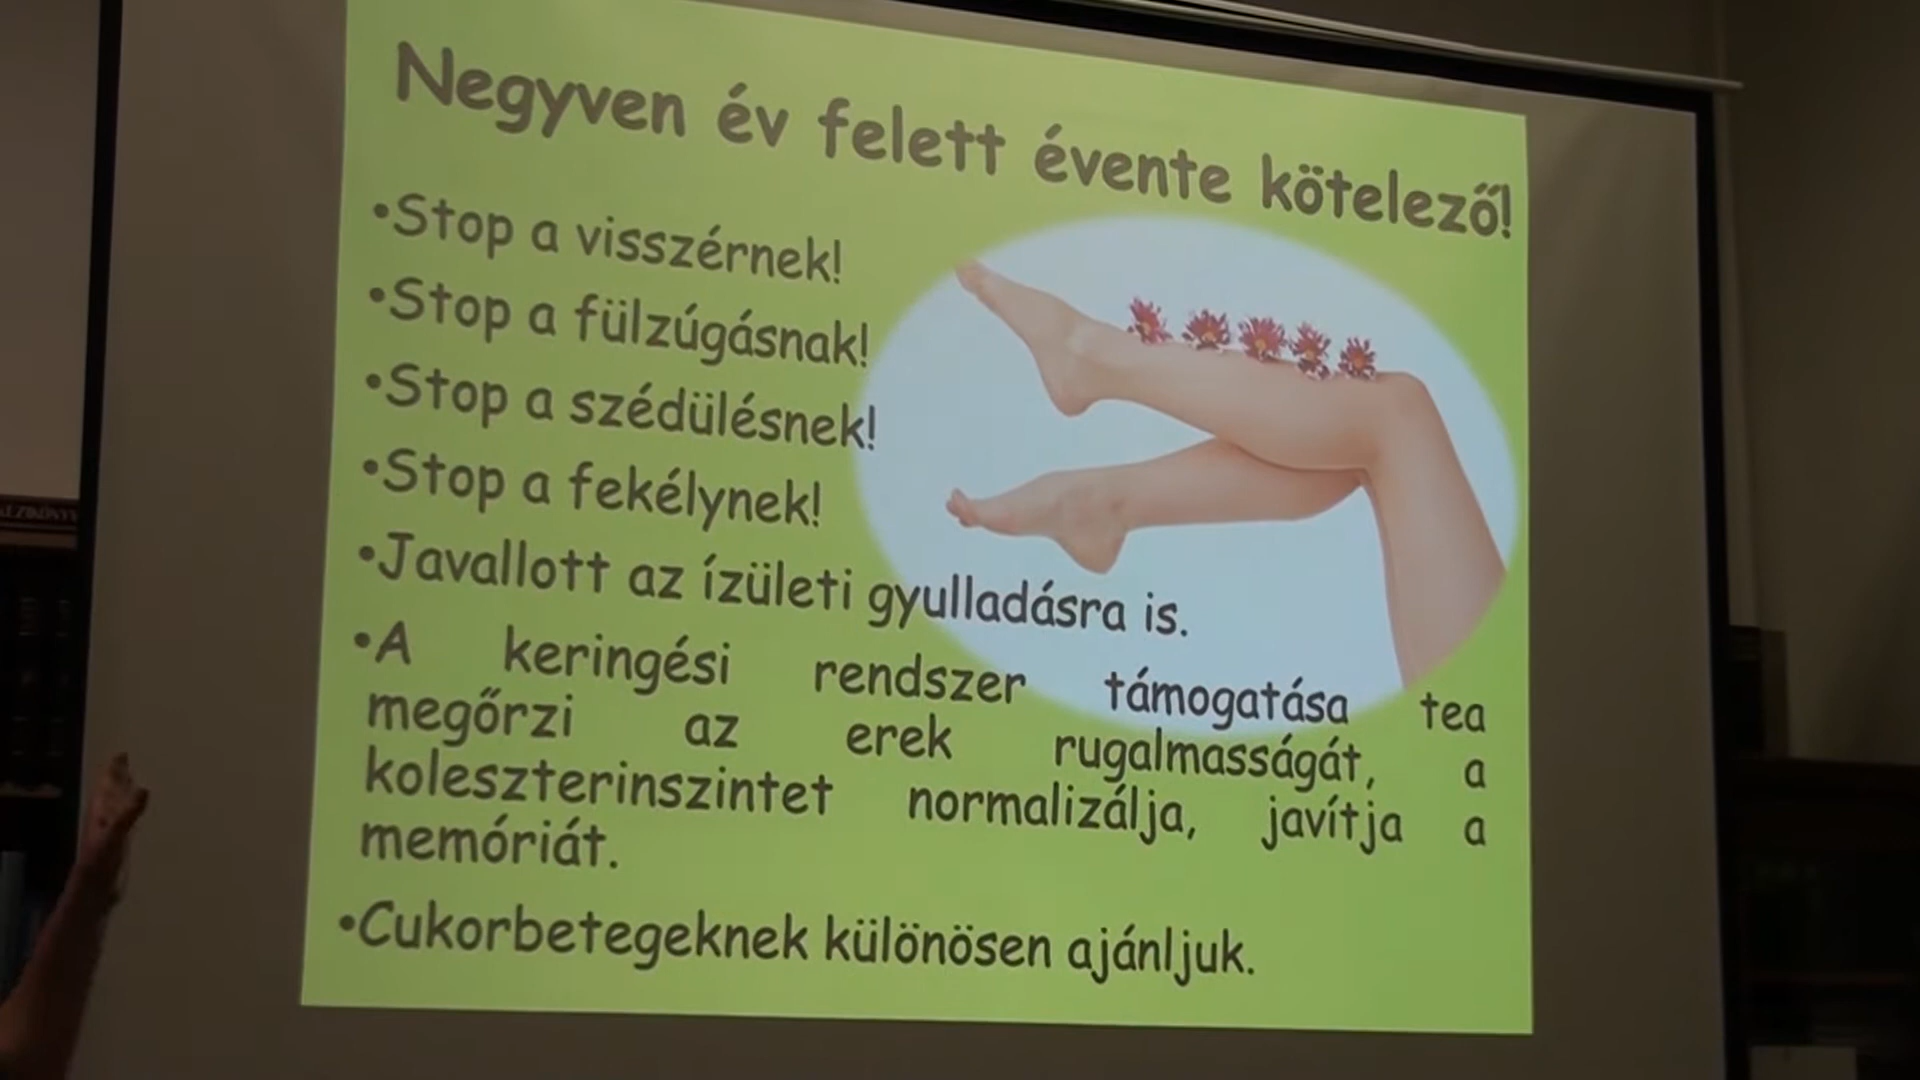 Negyven év felett évente kötelező!
•Stop a visszérnek!
•Stop a fülzúgásnak!
•Stop a szédülésnek!
•Stop a fekélynek!
•Javallott az ízületi gyulladásra is.
•A keringési rendszer támogatása tea
megőrzi az erek rugalmasságát, a
koleszterinszintet normalizálja, javítja a
memóriát.
•Cukorbetegeknek különösen ajánljuk.